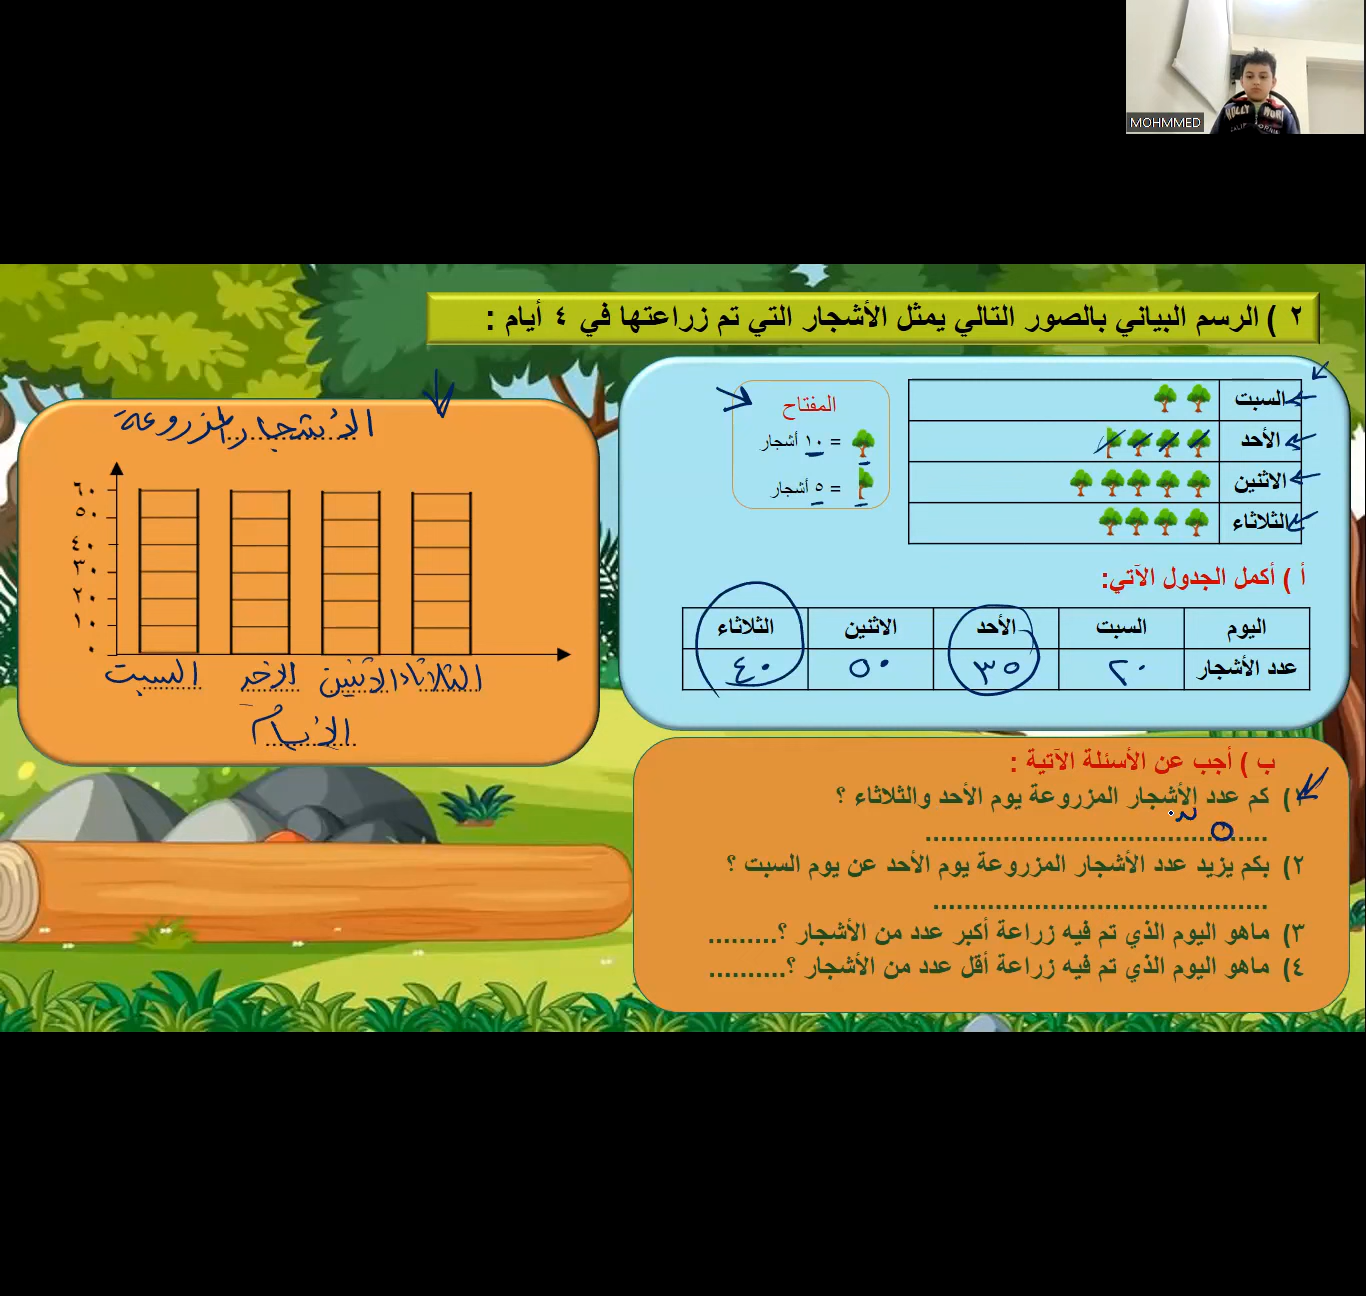 MOHMMED
٢ ) الرسم البياني بالصور التالي يمثل الأشجار التي تم زراعتها في ٤ أيام :
السبت
الأحد
الاثنين
الثلاثاء
المفتاح
= ١٠ أشجار
= ٥ أشجار
أ ) أكمل الجدول الآتي:
اليوم السبت الأحد الاثنين الثلاثاء
عدد الأشجار ٢٠ ٣٥ ٥٠ ٤٠
الأشجار المزروعة
٦٠
٥٠
٤٠
٣٠
٢٠
١٠
٠
السبت الأحد الاثنين الثلاثاء
الأيام
ب ) أجب عن الأسئلة الآتية :
١) كم عدد الأشجار المزروعة يوم الأحد والثلاثاء ؟
٣٥
٢) بكم يزيد عدد الأشجار المزروعة يوم الأحد عن يوم السبت ؟
٣) ماهو اليوم الذي تم فيه زراعة أكبر عدد من الأشجار ؟.........
٤) ماهو اليوم الذي تم فيه زراعة أقل عدد من الأشجار ؟..........